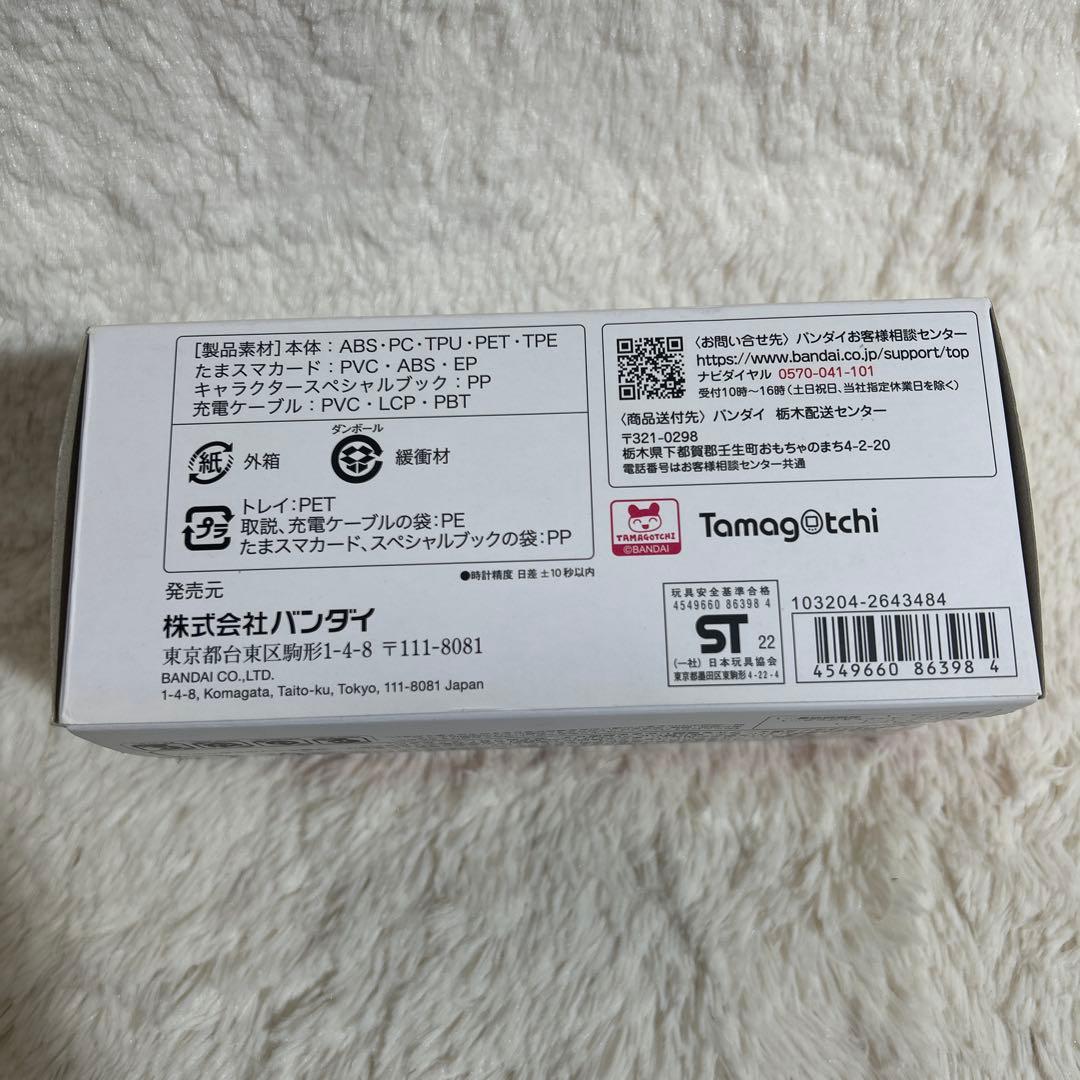 [製品素材]本体：ABS・PC・TPU・PET・TPE
たまスマカード：PVC・ABS・EP
キャラクタースペシャルブック：PP
充電ケーブル：PVC・LCP・PBT
紙 外箱
ダンボール
緩衝材
プラ
トレイ：PET
取説、充電ケーブルの袋：PE
たまスマカード、スペシャルブックの袋：PP
●時計精度 日差±10秒以内
発売元
株式会社バンダイ
東京都台東区駒形1-4-8 〒111-8081
BANDAI CO.,LTD.
1-4-8, Komagata, Taito-ku, Tokyo, 111-8081 Japan
〈お問い合せ先〉バンダイお客様相談センター
https://www.bandai.co.jp/support/top
ナビダイヤル 0570-041-101
受付10時～16時(土日祝日、当社指定休業日を除く)
〈商品送付先〉バンダイ 栃木配送センター
〒321-0298
栃木県下都賀郡壬生町おもちゃのまち4-2-20
電話番号はお客様相談センター共通
TAMAGOTCHI
©BANDAI
Tamagotchi
玩具安全基準合格
4549660 86398 4
ST 22
(一社) 日本玩具協会
東京都墨田区東駒形4-22-4
103204-2643484
4549660 863984